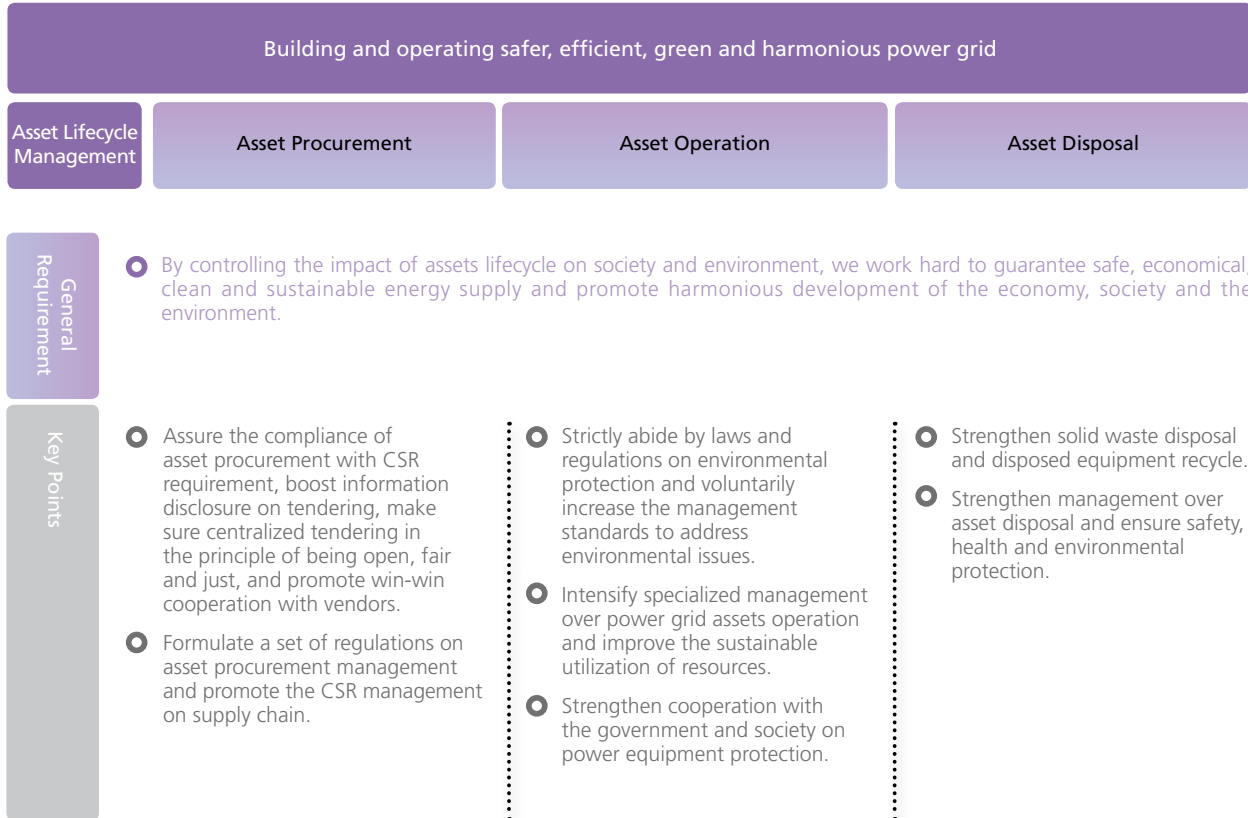 Building and operating safer, efficient, green and harmonious power grid
Asset Lifecycle
Management
Asset Procurement
Asset Operation
Asset Disposal
General
Requirement
By controlling the impact of assets lifecycle on society and environment, we work hard to guarantee safe, economical,
clean and sustainable energy supply and promote harmonious development of the economy, society and the
environment.
Key Points
Assure the compliance of
asset procurement with CSR
requirement, boost information
disclosure on tendering, make
sure centralized tendering in
the principle of being open, fair
and just, and promote win-win
cooperation with vendors.
Formulate a set of regulations on
asset procurement management
and promote the CSR management
on supply chain.
Strictly abide by laws and
regulations on environmental
protection and voluntarily
increase the management
standards to address
environmental issues.
Intensify specialized management
over power grid assets operation
and improve the sustainable
utilization of resources.
Strengthen cooperation with
the government and society on
power equipment protection.
Strengthen solid waste disposal
and disposed equipment recycle.
Strengthen management over
asset disposal and ensure safety,
health and environmental
protection.